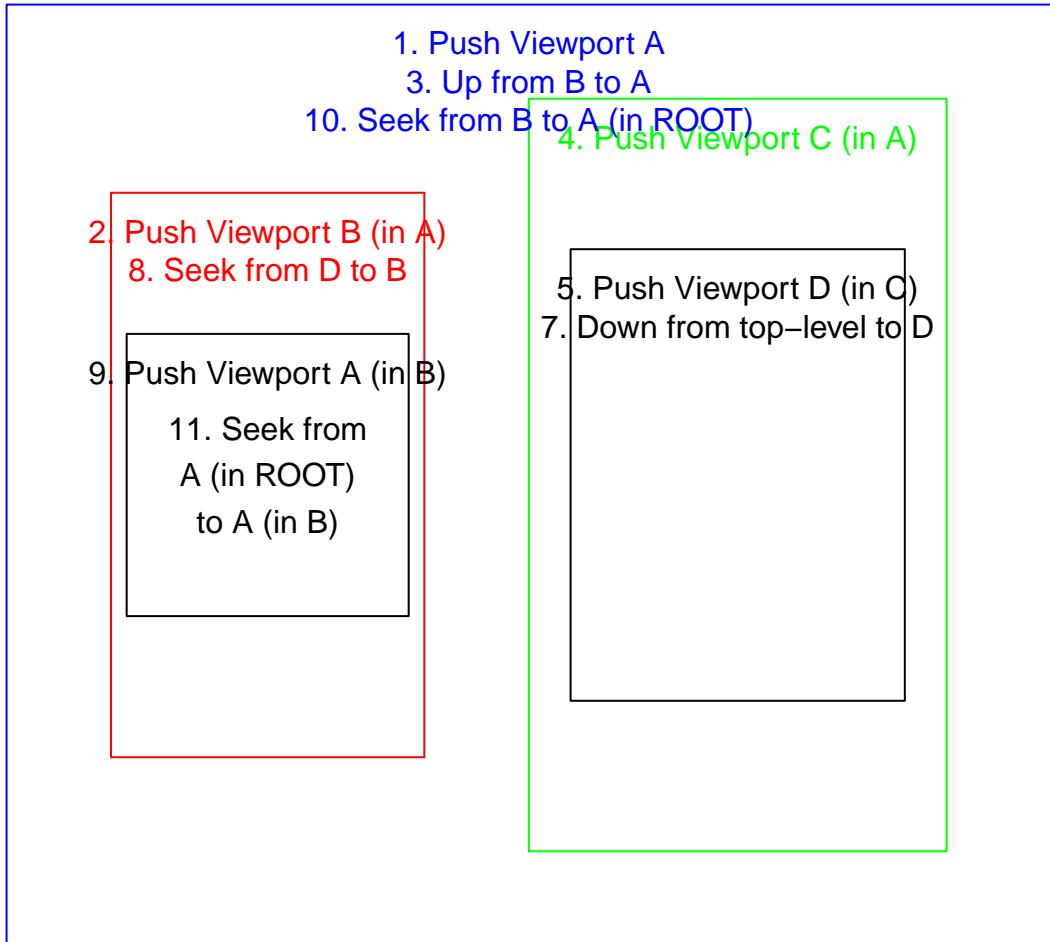 1. Push Viewport A
3. Up from B to A
10. Seek from B to A (in ROOT)
4. Push Viewport C (in A)
2. Push Viewport B (in A)
8. Seek from D to B
5. Push Viewport D (in C)
7. Down from top−level to D
9. Push Viewport A (in B)
11. Seek from
A (in ROOT)
to A (in B)